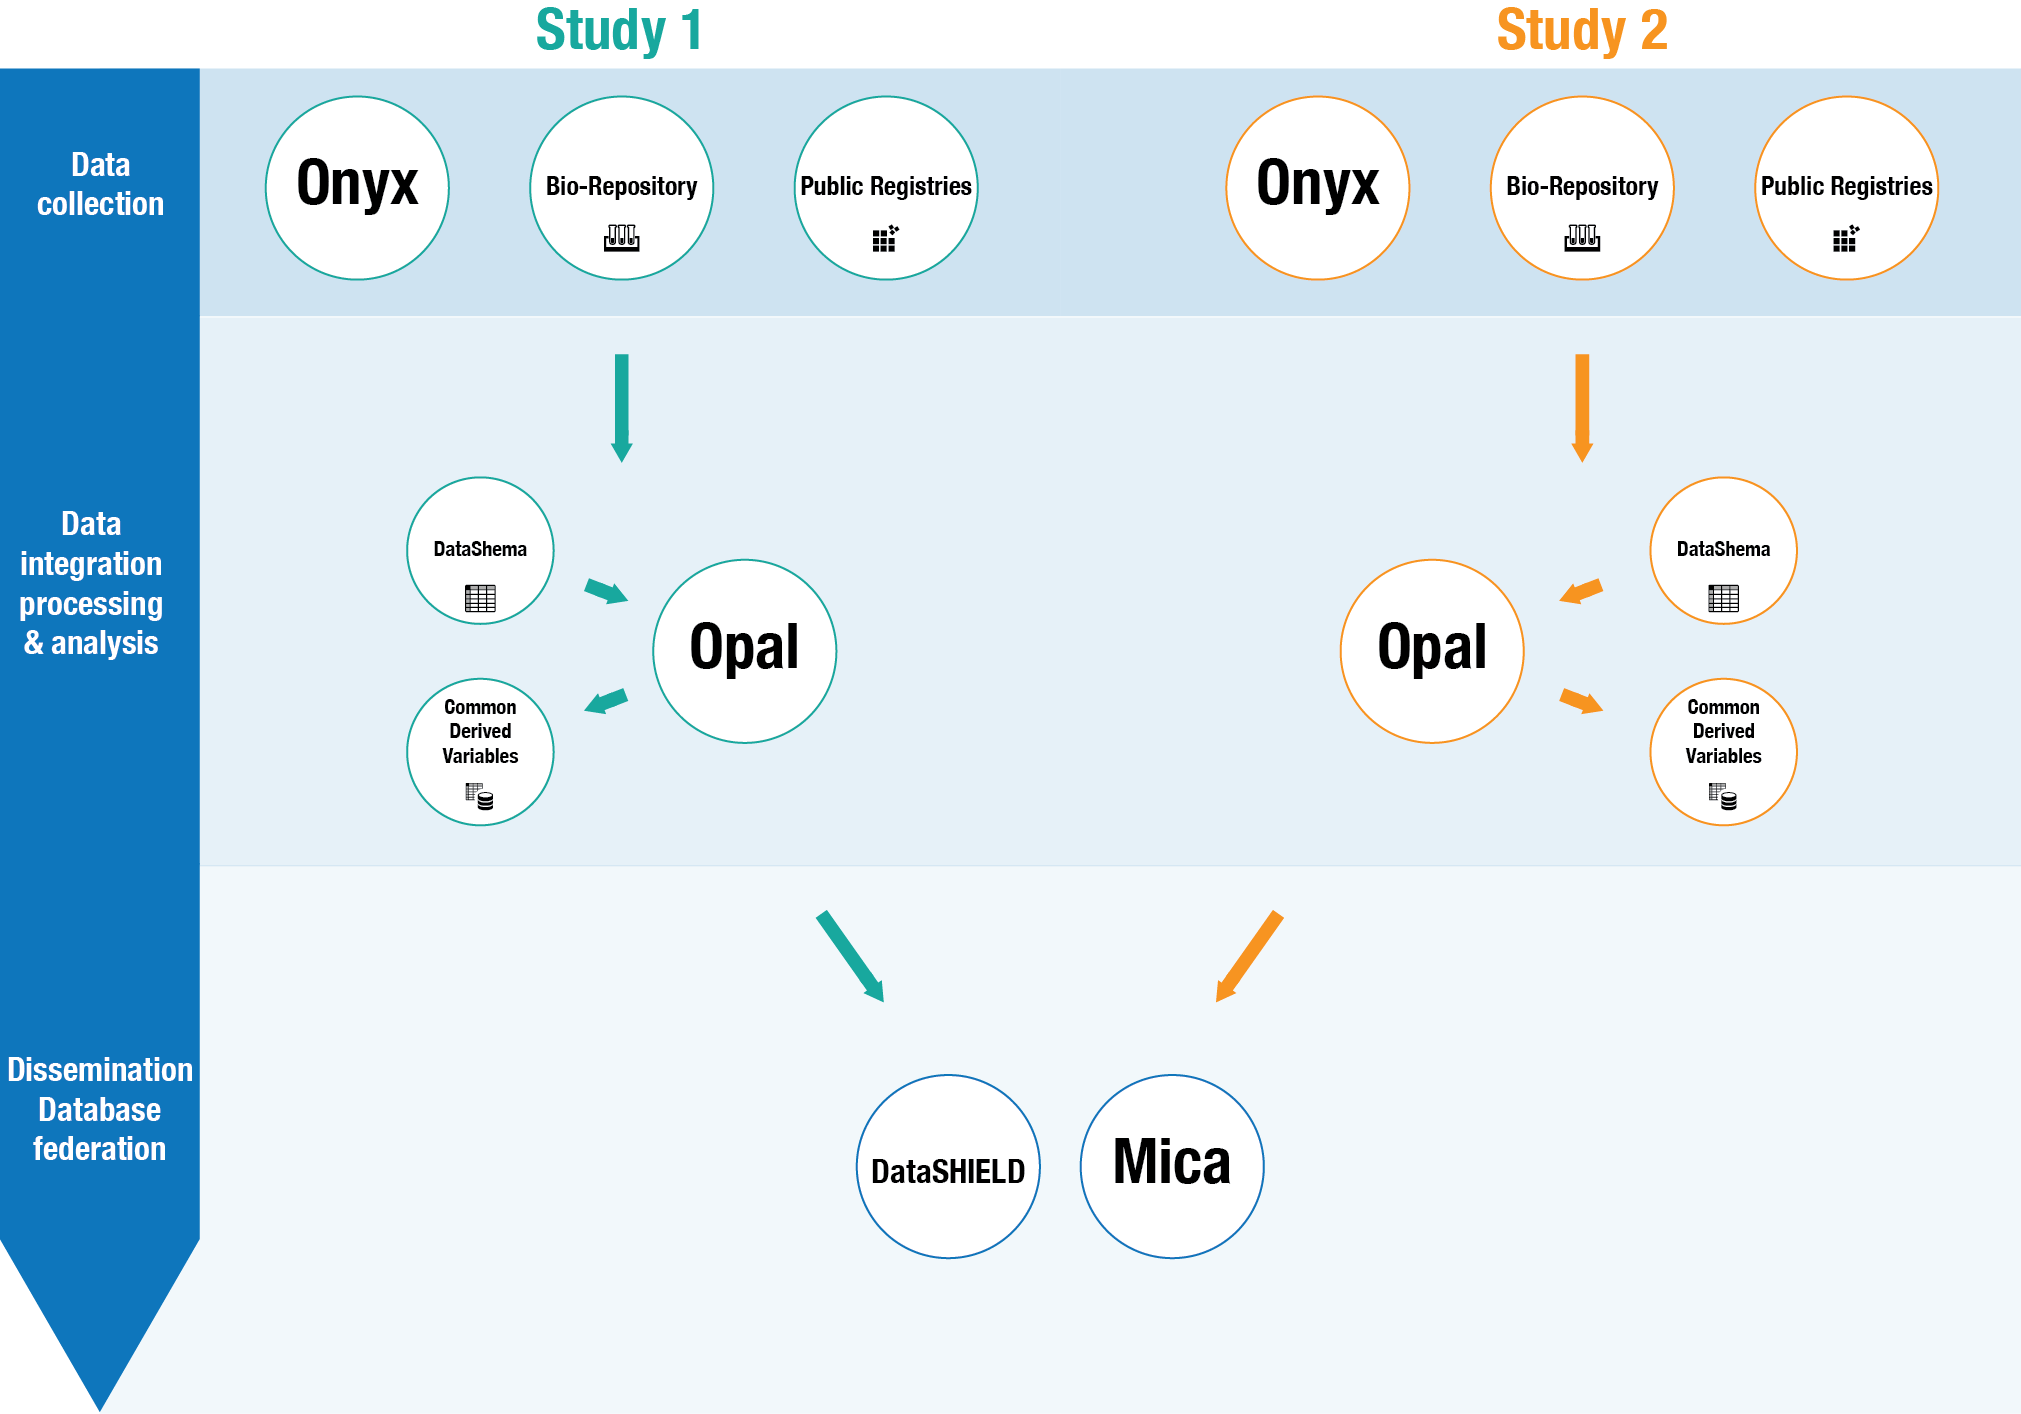 Study 1
Study 2
Data
collection
Onyx
Bio-Repository
Public Registries
Onyx
Bio-Repository
Public Registries
Data
integration
processing
& analysis
DataShema
Opal
Common
Derived
Variables
Opal
DataShema
Common
Derived
Variables
Dissemination
Database
federation
DataSHIELD
Mica